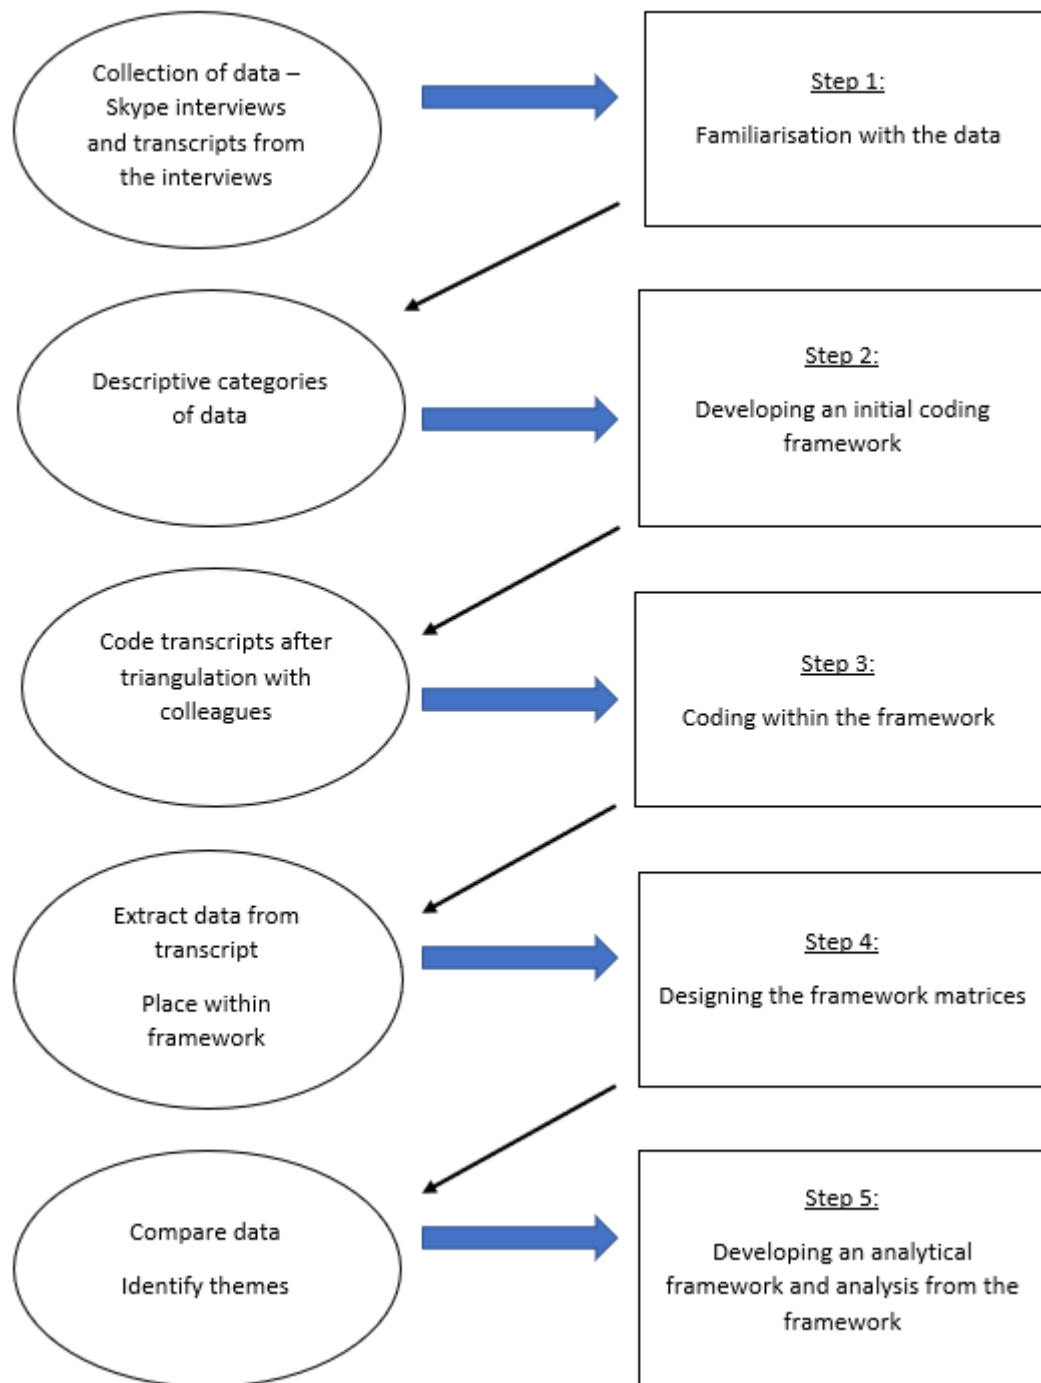 Collection of data –
Skype interviews
and transcripts from
the interviews
Step 1:
Familiarisation with the data
Descriptive categories
of data
Step 2:
Developing an initial coding
framework
Code transcripts after
triangulation with
colleagues
Step 3:
Coding within the framework
Extract data from
transcript
Place within
framework
Step 4:
Designing the framework matrices
Compare data
Identify themes
Step 5:
Developing an analytical
framework and analysis from the
framework